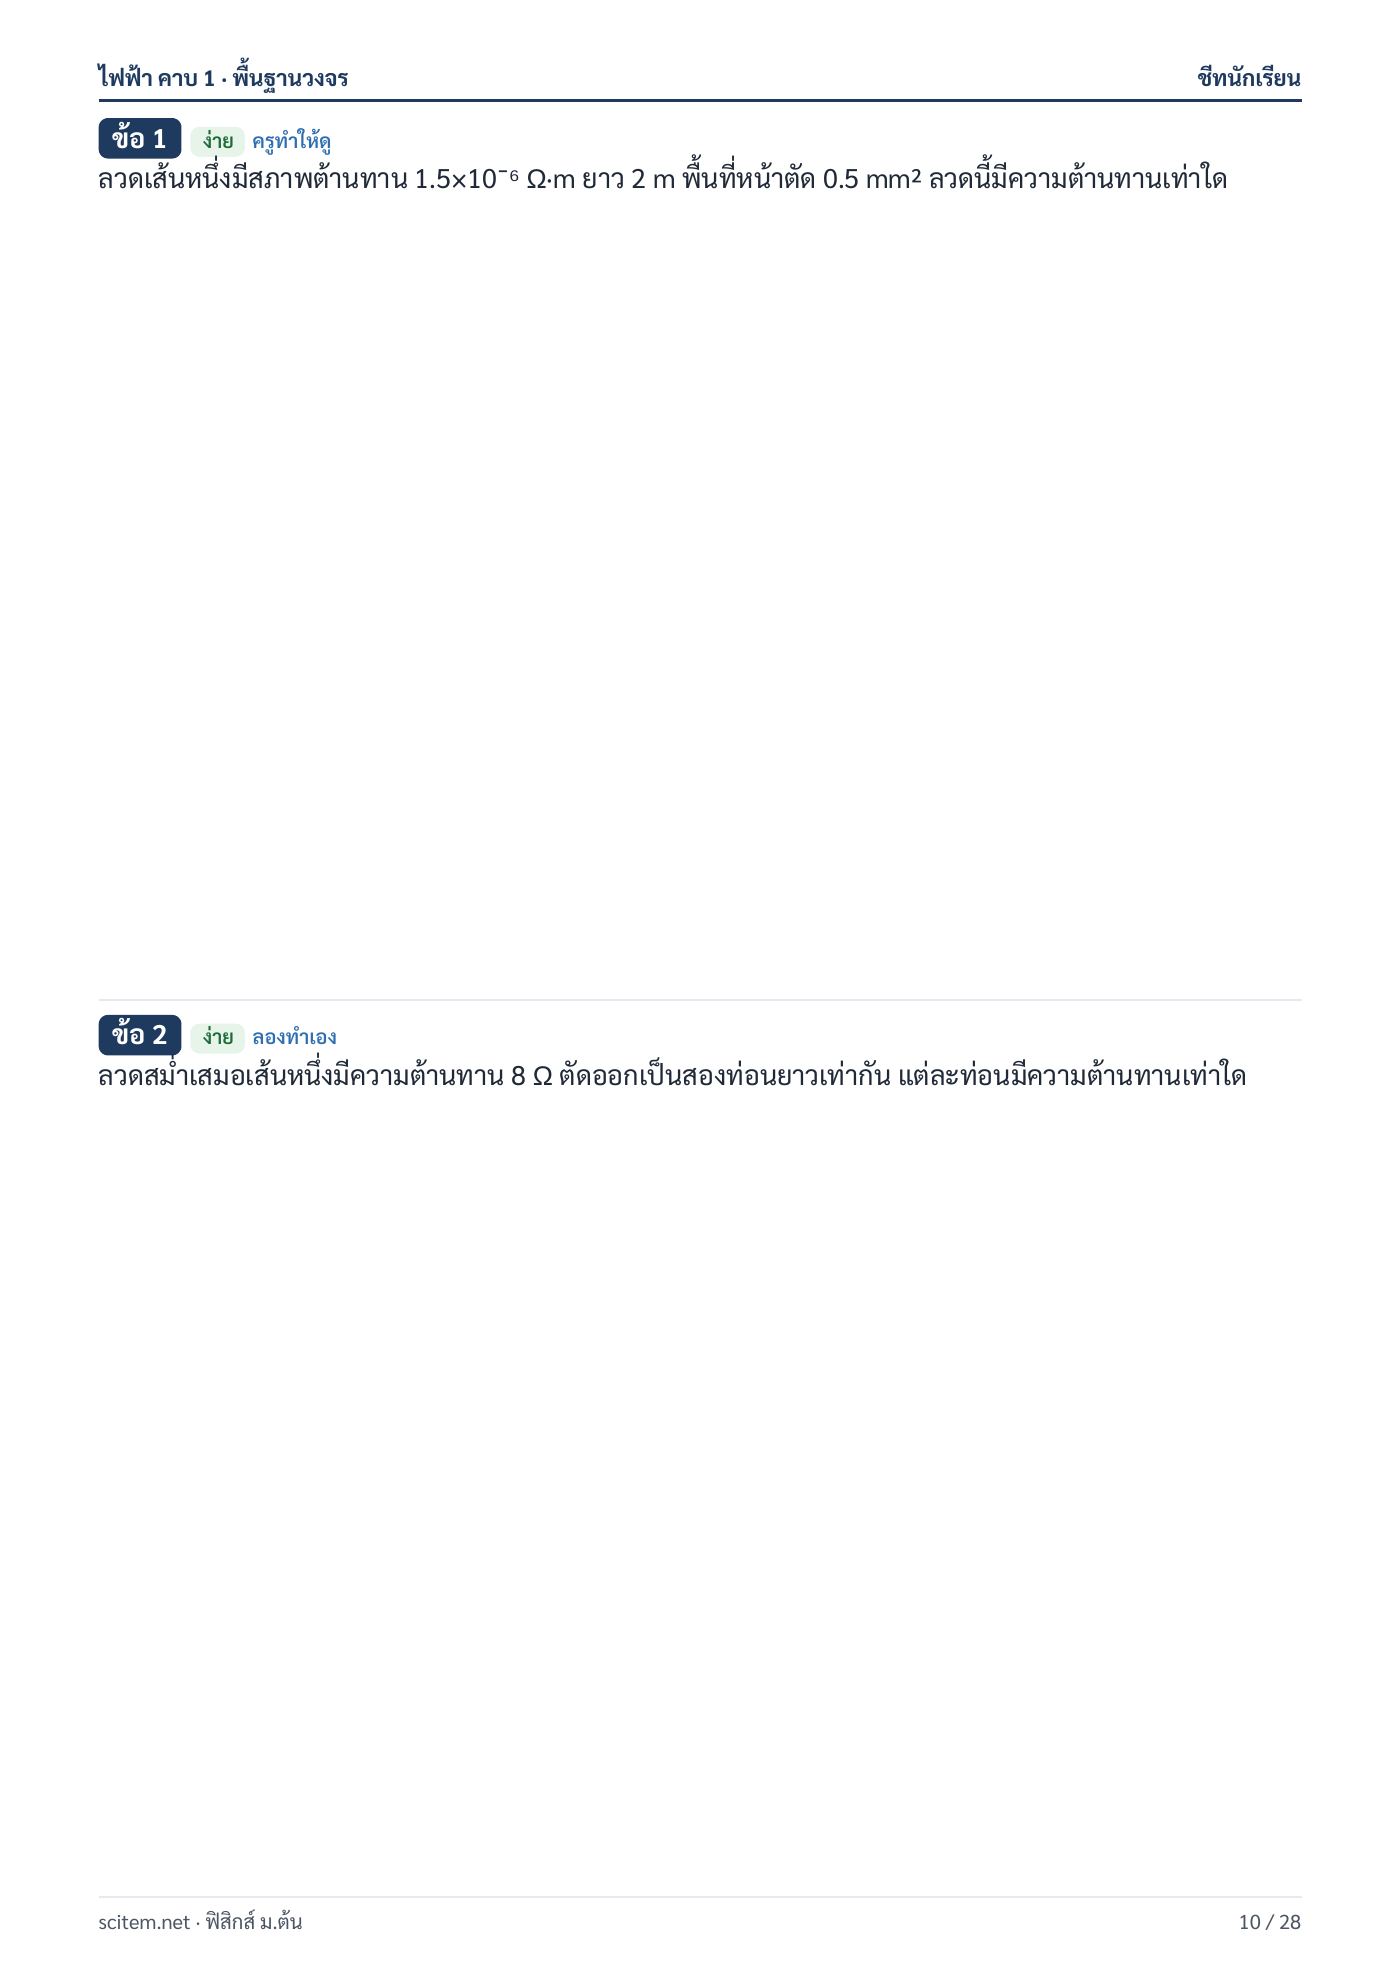 ไฟฟ้า คาบ 1 · พื้นฐานวงจร
ชีทนักเรียน
ข้อ 1 ง่าย ครูทำให้ดู
ลวดเส้นหนึ่งมีสภาพต้านทาน 1.5×10⁻⁶ Ω·m ยาว 2 m พื้นที่หน้าตัด 0.5 mm² ลวดนี้มีความต้านทานเท่าใด
ข้อ 2 ง่าย ลองทำเอง
ลวดสม่ำเสมอเส้นหนึ่งมีความต้านทาน 8 Ω ตัดออกเป็นสองท่อนยาวเท่ากัน แต่ละท่อนมีความต้านทานเท่าใด
scitem.net · ฟิสิกส์ ม.ต้น
10 / 28